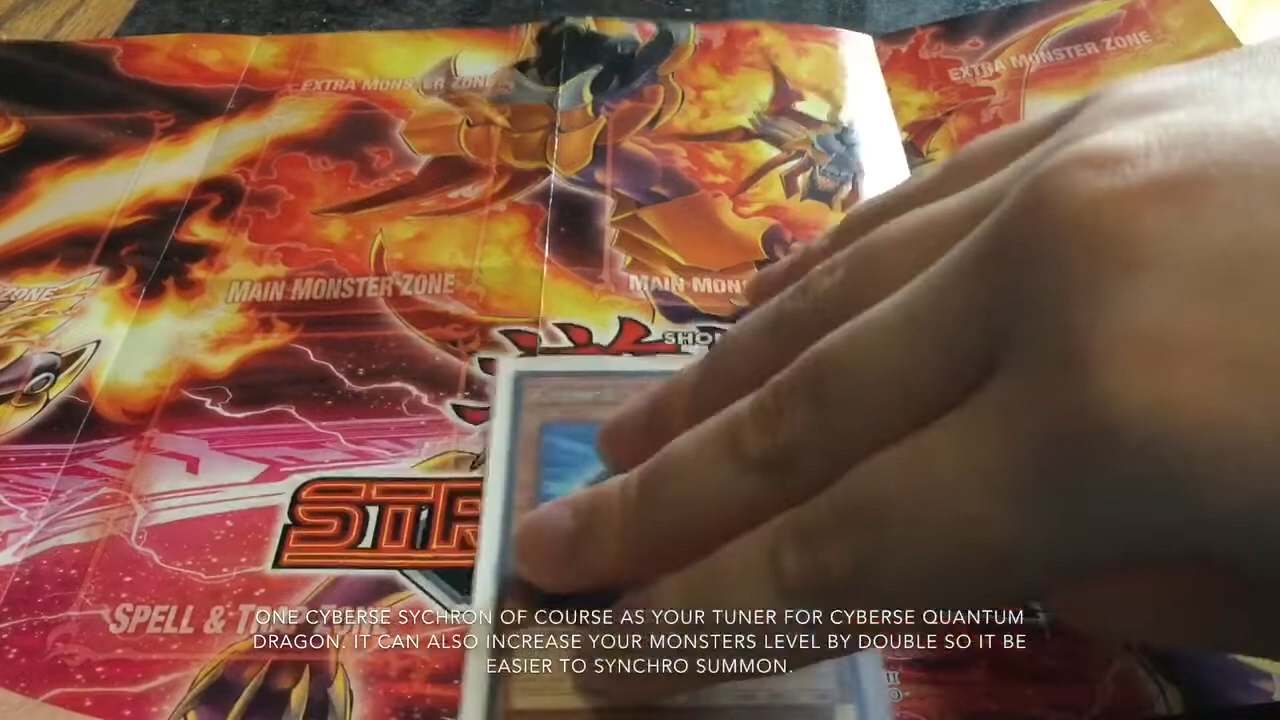 EXTRA MONSTER ZONE
EXTRA MONSTER ZONE
ZONE
MAIN MONSTER ZONE
MAIN MON
SHO
STR
SPELL & T
ONE CYBERSE SYCHRON OF COURSE AS YOUR TUNER FOR CYBERSE QUANTUM
DRAGON. IT CAN ALSO INCREASE YOUR MONSTERS LEVEL BY DOUBLE SO IT BE
EASIER TO SYNCHRO SUMMON.